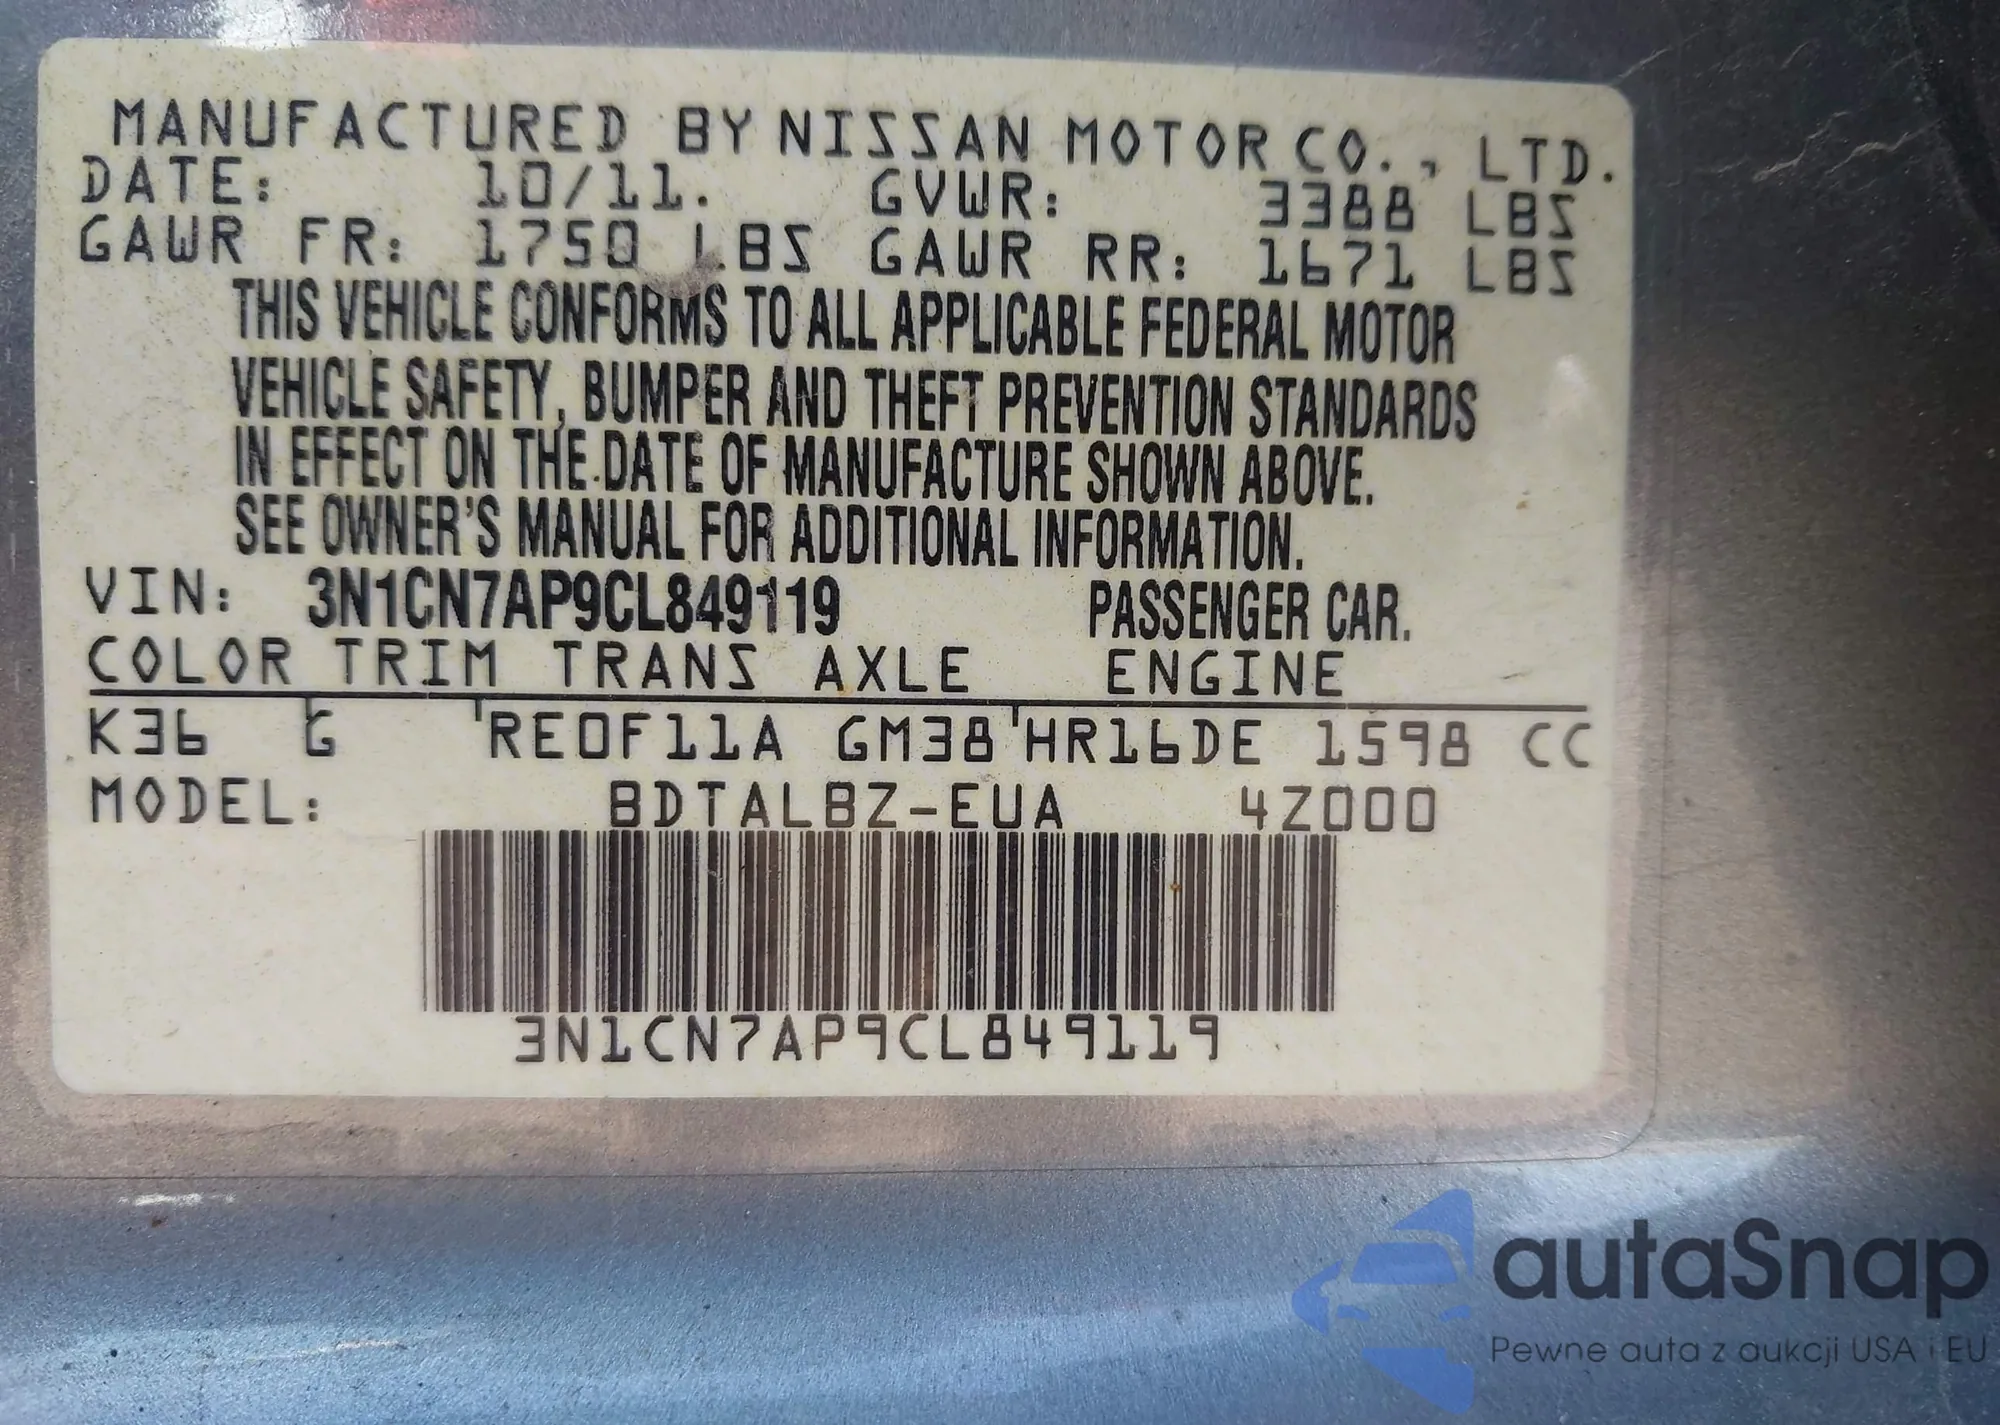 MANUFACTURED BY NISSAN MOTOR CO., LTD.
DATE: 10/11. GVWR: 3388 LBS
GAWR FR: 1750 LBS GAWR RR: 1671 LBS
THIS VEHICLE CONFORMS TO ALL APPLICABLE FEDERAL MOTOR
VEHICLE SAFETY, BUMPER AND THEFT PREVENTION STANDARDS
IN EFFECT ON THE DATE OF MANUFACTURE SHOWN ABOVE.
SEE OWNER'S MANUAL FOR ADDITIONAL INFORMATION.
VIN: 3N1CN7AP9CL849119 PASSENGER CAR.
COLOR TRIM TRANS AXLE ENGINE
K36 G RE0F11A GM38 HR16DE 1598 CC
MODEL: BDTALBZ-EUA 4Z000
3N1CN7AP9CL849119
autaSnap
Pewne auta z aukcji USA i EU